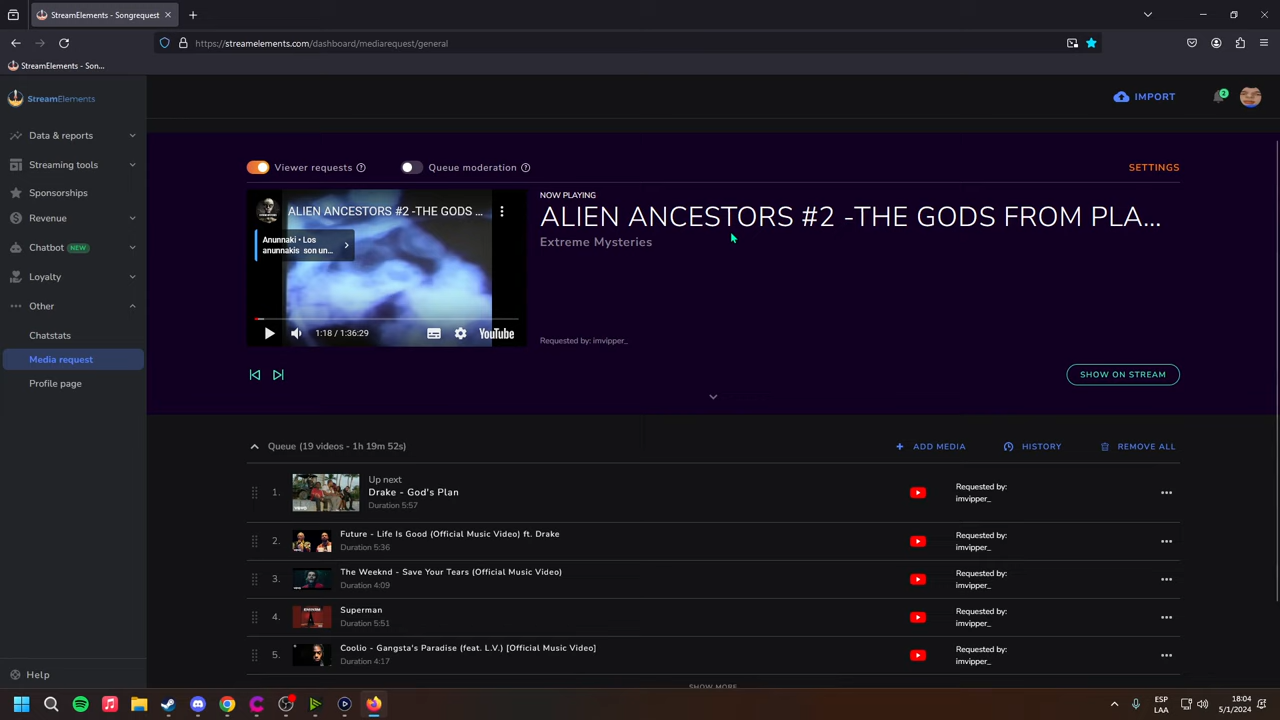 StreamElements - Songrequest
https://streamelements.com/dashboard/mediarequest/general
StreamElements - Son...
StreamElements
IMPORT
2
Data & reports
Streaming tools
Sponsorships
Revenue
Chatbot NEW
Loyalty
Other
Chatstats
Media request
Profile page
Help
Viewer requests
Queue moderation
SETTINGS
ALIEN ANCESTORS #2 -THE GODS ...
Anunnaki • Los
anunnakis son un...
1:18 / 1:36:29
YouTube
NOW PLAYING
ALIEN ANCESTORS #2 -THE GODS FROM PLA...
Extreme Mysteries
Requested by: imvipper_
SHOW ON STREAM
Queue (19 videos - 1h 19m 52s)
ADD MEDIA
HISTORY
REMOVE ALL
1.
Up next
Drake - God's Plan
Duration 5:57
Requested by:
imvipper_
2.
Future - Life Is Good (Official Music Video) ft. Drake
Duration 5:36
Requested by:
imvipper_
3.
The Weeknd - Save Your Tears (Official Music Video)
Duration 4:09
Requested by:
imvipper_
4.
Superman
Duration 5:51
Requested by:
imvipper_
5.
Coolio - Gangsta's Paradise (feat. L.V.) [Official Music Video]
Duration 4:17
Requested by:
imvipper_
SHOW MORE
ESP
LAA
18:04
5/1/2024